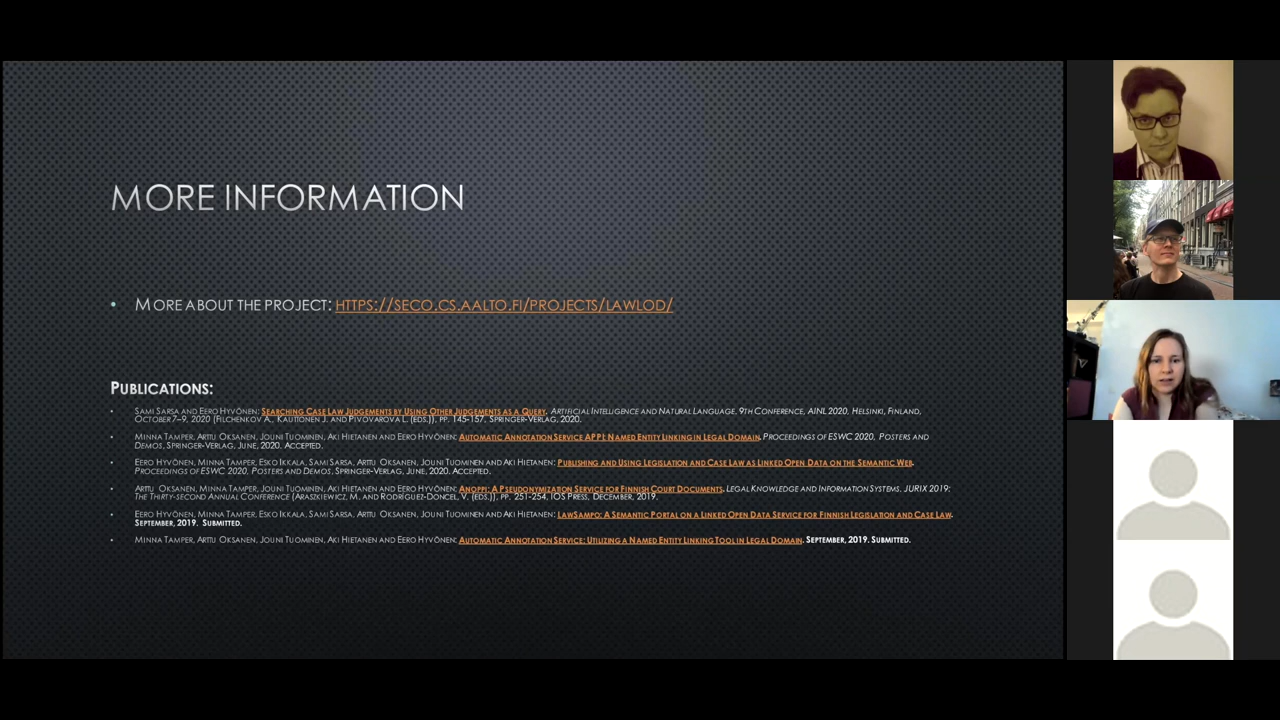 MORE INFORMATION
• MORE ABOUT THE PROJECT: HTTPS://SECO.CS.AALTO.FI/PROJECTS/LAWLOD/
PUBLICATIONS:
• SAMI SARSA AND EERO HYVÖNEN: SEARCHING CASE LAW JUDGEMENTS BY USING OTHER JUDGEMENTS AS A QUERY. ARTIFICIAL INTELLIGENCE AND NATURAL LANGUAGE. 9TH CONFERENCE, AINL 2020, HELSINKI, FINLAND,
OCTOBER 7–9, 2020 (FILCHENKOV A., KAUTTONEN J. AND PIVOVAROVA L. (EDS.)), PP. 145-157, SPRINGER-VERLAG, 2020.
• MINNA TAMPER, ARTTU OKSANEN, JOUNI TUOMINEN, AKI HIETANEN AND EERO HYVÖNEN: AUTOMATIC ANNOTATION SERVICE APPI: NAMED ENTITY LINKING IN LEGAL DOMAIN. PROCEEDINGS OF ESWC 2020, POSTERS AND
DEMOS, SPRINGER-VERLAG, JUNE, 2020. ACCEPTED.
• EERO HYVÖNEN, MINNA TAMPER, ESKO IKKALA, SAMI SARSA, ARTTU OKSANEN, JOUNI TUOMINEN AND AKI HIETANEN: PUBLISHING AND USING LEGISLATION AND CASE LAW AS LINKED OPEN DATA ON THE SEMANTIC WEB.
PROCEEDINGS OF ESWC 2020, POSTERS AND DEMOS, SPRINGER-VERLAG, JUNE, 2020. ACCEPTED.
• ARTTU OKSANEN, MINNA TAMPER, JOUNI TUOMINEN, AKI HIETANEN AND EERO HYVÖNEN: ANOPPI: A PSEUDONYMIZATION SERVICE FOR FINNISH COURT DOCUMENTS. LEGAL KNOWLEDGE AND INFORMATION SYSTEMS. JURIX 2019:
THE THIRTY-SECOND ANNUAL CONFERENCE (ARASZKIEWICZ, M. AND RODRÍGUEZ-DONCEL, V. (EDS.)), PP. 251-254, IOS PRESS, DECEMBER, 2019.
• EERO HYVÖNEN, MINNA TAMPER, ESKO IKKALA, SAMI SARSA, ARTTU OKSANEN, JOUNI TUOMINEN AND AKI HIETANEN: LAWSAMPO: A SEMANTIC PORTAL ON A LINKED OPEN DATA SERVICE FOR FINNISH LEGISLATION AND CASE LAW.
SEPTEMBER, 2019. SUBMITTED.
• MINNA TAMPER, ARTTU OKSANEN, JOUNI TUOMINEN, AKI HIETANEN AND EERO HYVÖNEN: AUTOMATIC ANNOTATION SERVICE: UTILIZING A NAMED ENTITY LINKING TOOL IN LEGAL DOMAIN. SEPTEMBER, 2019. SUBMITTED.